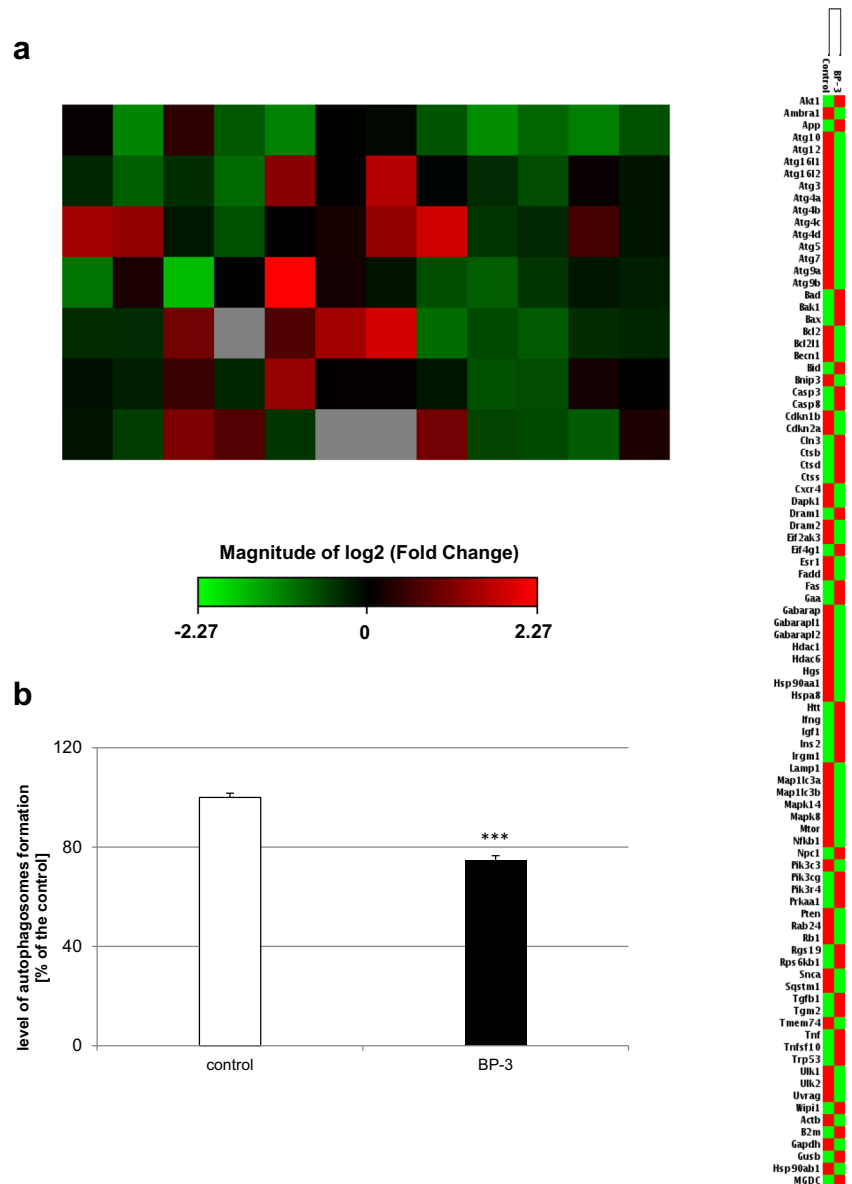 a
Magnitude of log2 (Fold Change)
-2.27 0 2.27
b
level of autophagosomes formation
[% of the control]
120
80
40
0
***
control BP-3
Control BP-3
Akt1
Ambra1
App
Atg10
Atg12
Atg16l1
Atg16l2
Atg3
Atg4a
Atg4b
Atg4c
Atg4d
Atg5
Atg7
Atg9a
Atg9b
Bad
Bak1
Bax
Bcl2
Bcl2l1
Becn1
Bid
Bnip3
Casp3
Casp8
Cdkn1b
Cdkn2a
Cln3
Ctsb
Ctsd
Ctss
Cxcr4
Dapk1
Dram1
Dram2
Eif2ak3
Eif4g1
Esr1
Fadd
Fas
Gaa
Gabarap
Gabarapl1
Gabarapl2
Hdac1
Hdac6
Hgs
Hsp90aa1
Hspa8
Htt
Ifng
Igf1
Ins2
Irgm1
Lamp1
Map1lc3a
Map1lc3b
Mapk14
Mapk8
Mtor
Nfkb1
Npc1
Pik3c3
Pik3cg
Pik3r4
Prkaa1
Pten
Rab24
Rb1
Rgs19
Rps6kb1
Snca
Sqstm1
Tgfb1
Tgm2
Tmem74
Tnf
Tnfsf10
Trp53
Ulk1
Ulk2
Uvrag
Wipi1
Actb
B2m
Gapdh
Gusb
Hsp90ab1
MGDC